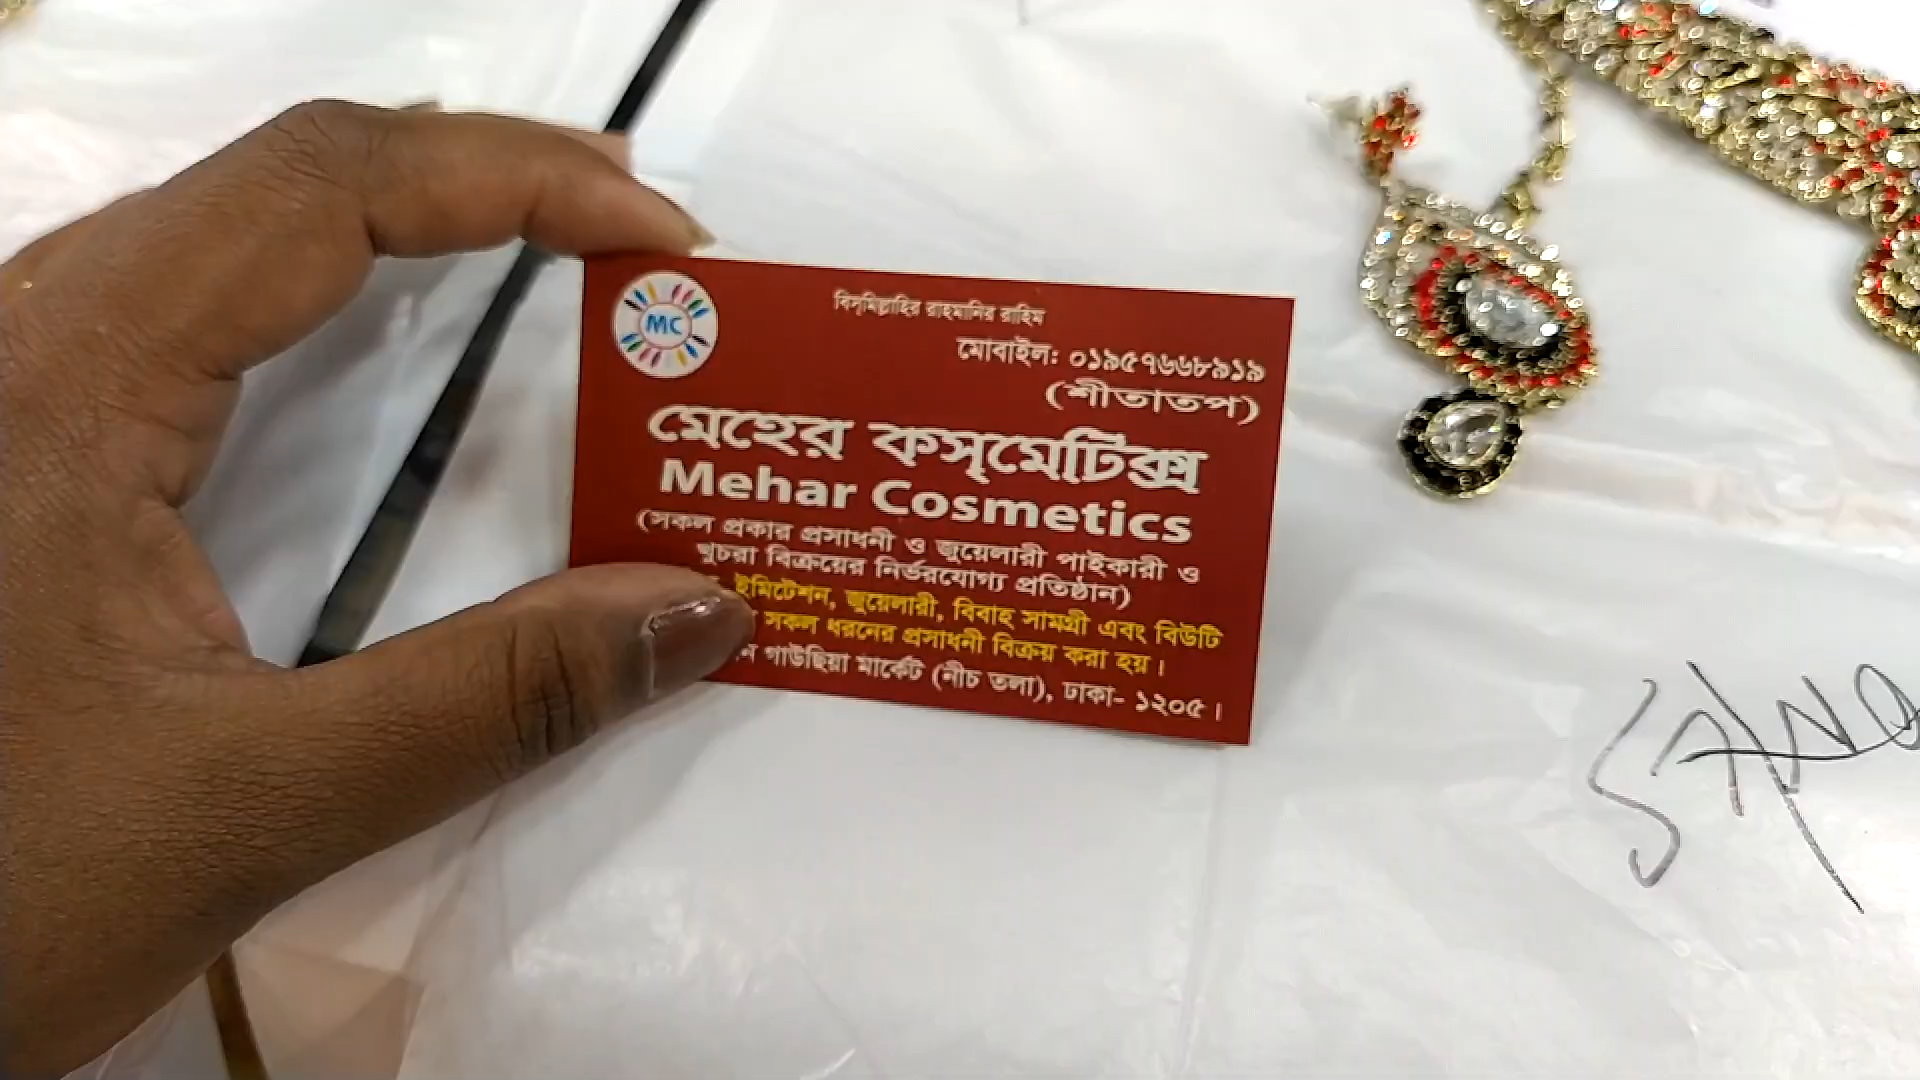 MC
বিস্‌মিল্লাহির রাহমানির রাহিম
মোবাইল: ০১৯৫৭৬৬৮৯১৯
(শীতাতপ)
মেহের কস্‌মেটিক্স
Mehar Cosmetics
(সকল প্রকার প্রসাধনী ও জুয়েলারী পাইকারী ও
খুচরা বিক্রয়ের নির্ভরযোগ্য প্রতিষ্ঠান)
ইমিটেশন, জুয়েলারী, বিবাহ সামগ্রী এবং বিউটি
সকল ধরনের প্রসাধনী বিক্রয় করা হয়।
গাউছিয়া মার্কেট (নীচ তলা), ঢাকা- ১২০৫।